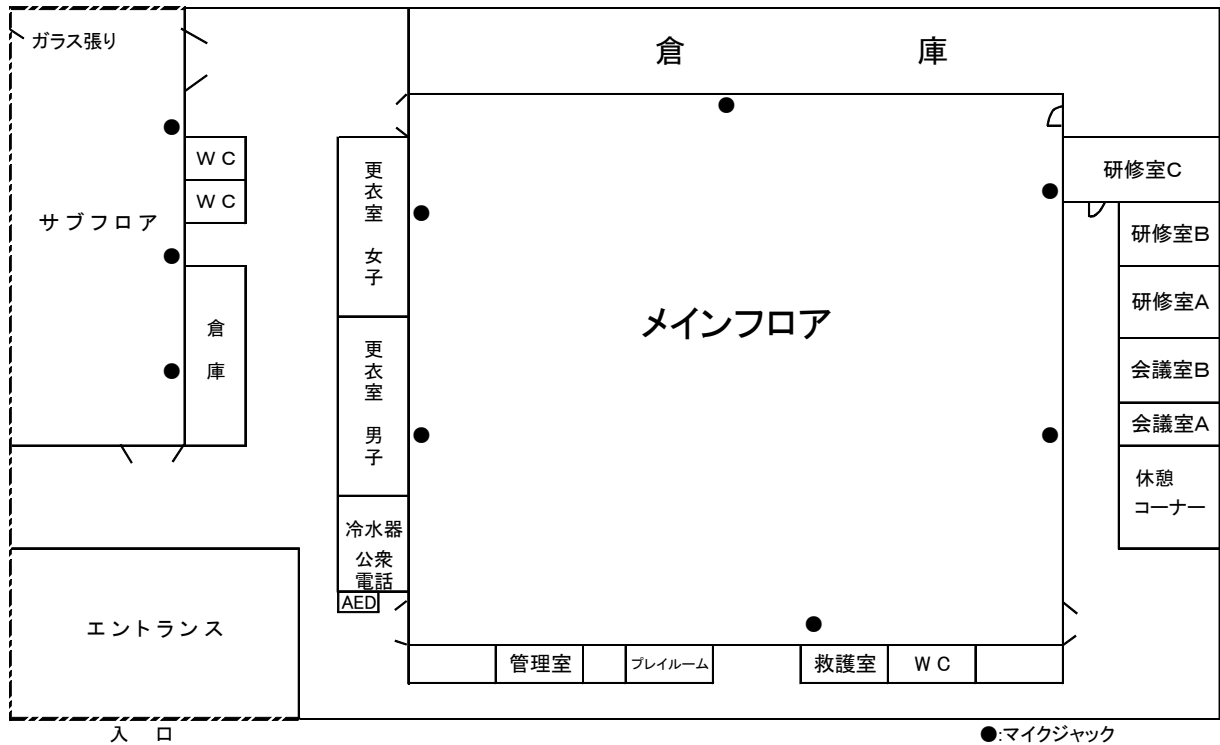 倉 庫
ガラス張り
WC
WC
サブフロア
倉庫
更衣室 女子
更衣室 男子
冷水器
公衆
電話
AED
メインフロア
研修室C
研修室B
研修室A
会議室B
会議室A
休憩
コーナー
エントランス
管理室
プレイルーム
救護室
WC
入 口
●:マイクジャック